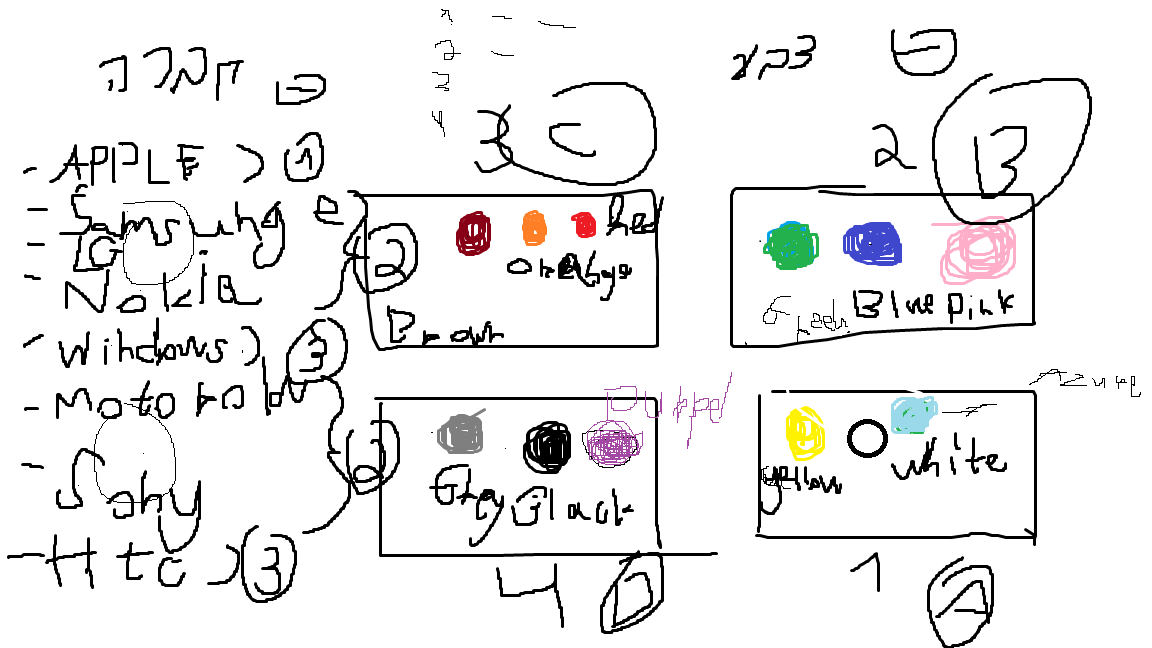 1 -
2 -
3
4
חברה
צבע
- APPLE 1
- Samsung 2
- LG
- Nokia
- Windows 3
- Motorola
- Sony
- Htc 3
3 C
Red
Orange
Brown
2 B
Green Blue Pink
Purpel
Grey Black
4 D
Azure
Yellow White
1 A